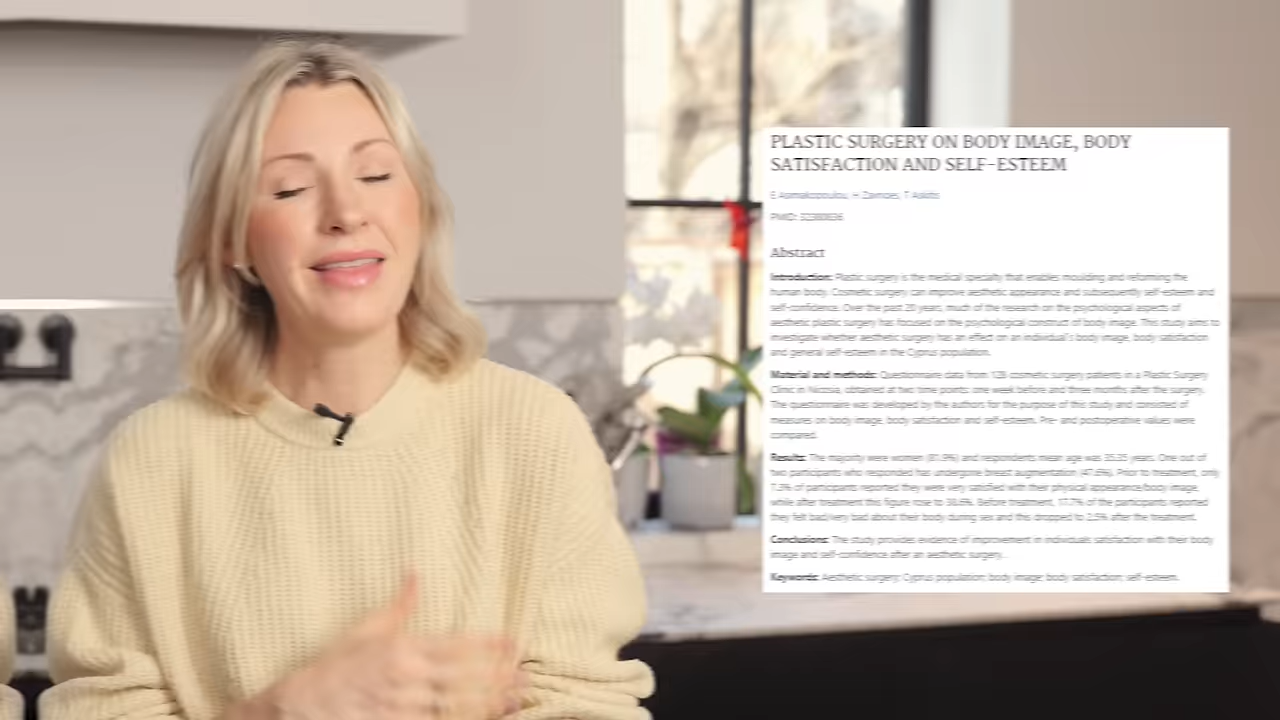 PLASTIC SURGERY ON BODY IMAGE, BODY
SATISFACTION AND SELF-ESTEEM
Abstract
Introduction: Plastic surgery is the medical specialty that enables moulding and reforming the
human body. Cosmetic surgery can improve aesthetic appearance and subsequently self-esteem and
self-confidence. Over the past 20 years, much of the research on the psychological aspects of
aesthetic plastic surgery has focused on the psychological construct of body image. This study aims to
investigate whether aesthetic surgery has an effect on an individual's body image, body satisfaction
and general self-esteem in the Cyprus population.
Material and methods: Questionnaire data from cosmetic surgery patients in a Plastic Surgery
Clinic in Nicosia, obtained at two time points: one week before and three months after the surgery.
The questionnaire was developed by the authors for the purpose of this study and consisted of
measures in body image, body satisfaction and self-esteem. Pre- and postoperative values were
compared.
Results: The majority were women and respondents mean age was years. One out of
two participants who responded has undergone breast augmentation. Prior to treatment, only
of participants reported they were very satisfied with their physical appearance/body image,
while after treatment this figure rose to Before treatment, 17.7% of the participants reported
they felt bad/very bad about their body during sex and this dropped to 2.5% after the treatment.
Conclusions: The study provides evidence of improvement in individuals satisfaction with their body
image and self-confidence after an aesthetic surgery.
Keywords: Aesthetic surgery; Cyprus population; body image; body satisfaction; self-esteem.